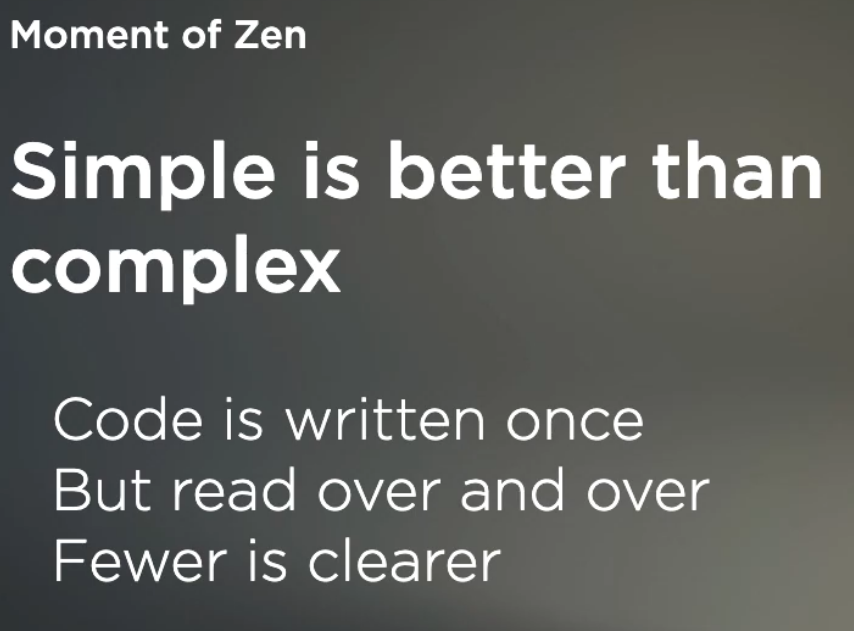 Moment of Zen
Simple is better than
complex
Code is written once
But read over and over
Fewer is clearer